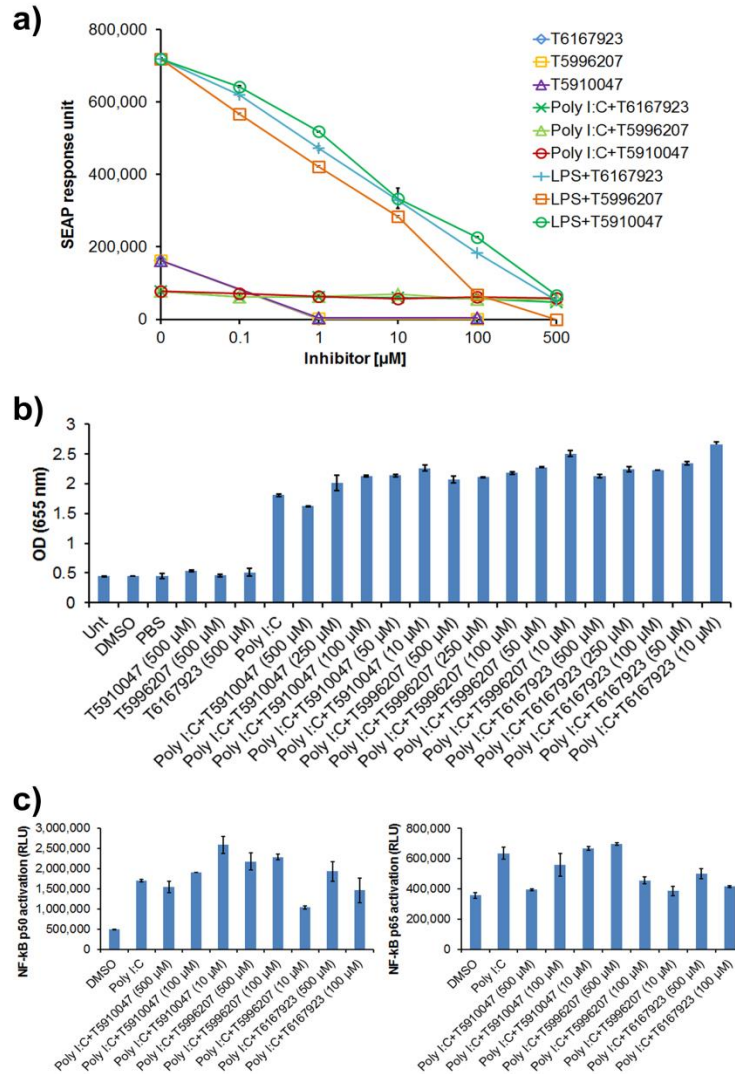 a)
800,000
600,000
400,000
200,000
0
SEAP response unit
0
0.1
1
10
100
500
Inhibitor [µM]
T6167923
T5996207
T5910047
Poly I:C+T6167923
Poly I:C+T5996207
Poly I:C+T5910047
LPS+T6167923
LPS+T5996207
LPS+T5910047
b)
3
2.5
2
1.5
1
0.5
0
OD (655 nm)
Unt
DMSO
PBS
T5910047 (500 µM)
T5996207 (500 µM)
T6167923 (500 µM)
Poly I:C
Poly I:C+T5910047 (500 µM)
Poly I:C+T5910047 (250 µM)
Poly I:C+T5910047 (100 µM)
Poly I:C+T5910047 (50 µM)
Poly I:C+T5910047 (10 µM)
Poly I:C+T5996207 (500 µM)
Poly I:C+T5996207 (250 µM)
Poly I:C+T5996207 (100 µM)
Poly I:C+T5996207 (50 µM)
Poly I:C+T5996207 (10 µM)
Poly I:C+T6167923 (500 µM)
Poly I:C+T6167923 (250 µM)
Poly I:C+T6167923 (100 µM)
Poly I:C+T6167923 (50 µM)
Poly I:C+T6167923 (10 µM)
c)
3,000,000
2,500,000
2,000,000
1,500,000
1,000,000
500,000
0
NF-kB p50 activation (RLU)
DMSO
Poly I:C
Poly I:C+T5910047 (500 µM)
Poly I:C+T5910047 (100 µM)
Poly I:C+T5910047 (10 µM)
Poly I:C+T5996207 (500 µM)
Poly I:C+T5996207 (100 µM)
Poly I:C+T5996207 (10 µM)
Poly I:C+T6167923 (500 µM)
Poly I:C+T6167923 (100 µM)
800,000
600,000
400,000
200,000
0
NF-kB p65 activation (RLU)
DMSO
Poly I:C
Poly I:C+T5910047 (500 µM)
Poly I:C+T5910047 (100 µM)
Poly I:C+T5910047 (10 µM)
Poly I:C+T5996207 (500 µM)
Poly I:C+T5996207 (100 µM)
Poly I:C+T5996207 (10 µM)
Poly I:C+T6167923 (500 µM)
Poly I:C+T6167923 (100 µM)